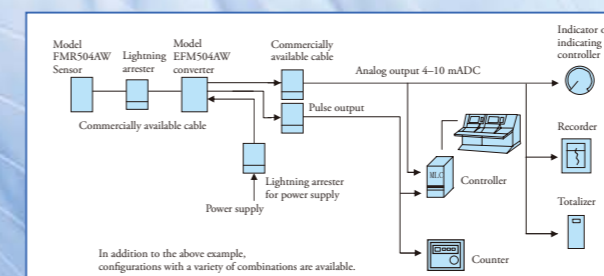 Model
FMR504AW
Sensor
Lightning
arrester
Model
EFM504AW
converter
Commercially
available cable
Commercially available cable
Analog output 4–10 mADC
Pulse output
Lightning arrester
for power supply
Power supply
MLC
Controller
Counter
Indicator
indicating
controller
Recorder
Totalizer
In addition to the above example,
configurations with a variety of combinations are available.